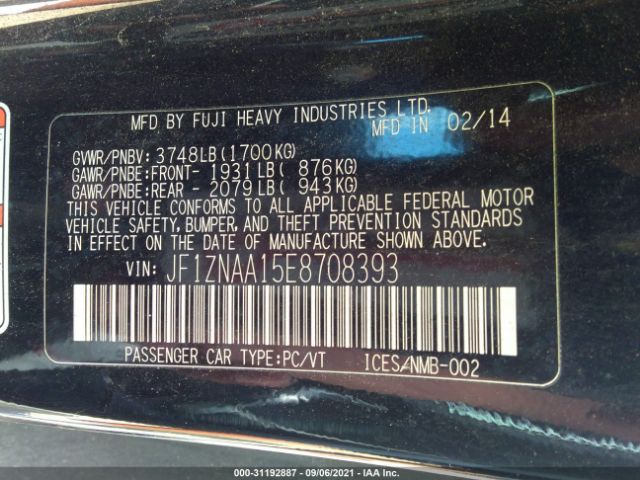 MFD. BY FUJI HEAVY INDUSTRIES LTD.
MFD IN 02/14
GVWR/PNBV: 3748LB(1700KG)
GAWR/PNBE:FRONT- 1931LB( 876KG)
GAWR/PNBE:REAR - 2079LB( 943KG)
THIS VEHICLE CONFORMS TO ALL APPLICABLE FEDERAL MOTOR
VEHICLE SAFETY, BUMPER, AND THEFT PREVENTION STANDARDS
IN EFFECT ON THE DATE OF MANUFACTURE SHOWN ABOVE.
VIN: JF1ZNAA15E8708393
PASSENGER CAR TYPE:PC/VT ICES/NMB-002
000-31192887 - 09/06/2021 - IAA Inc.